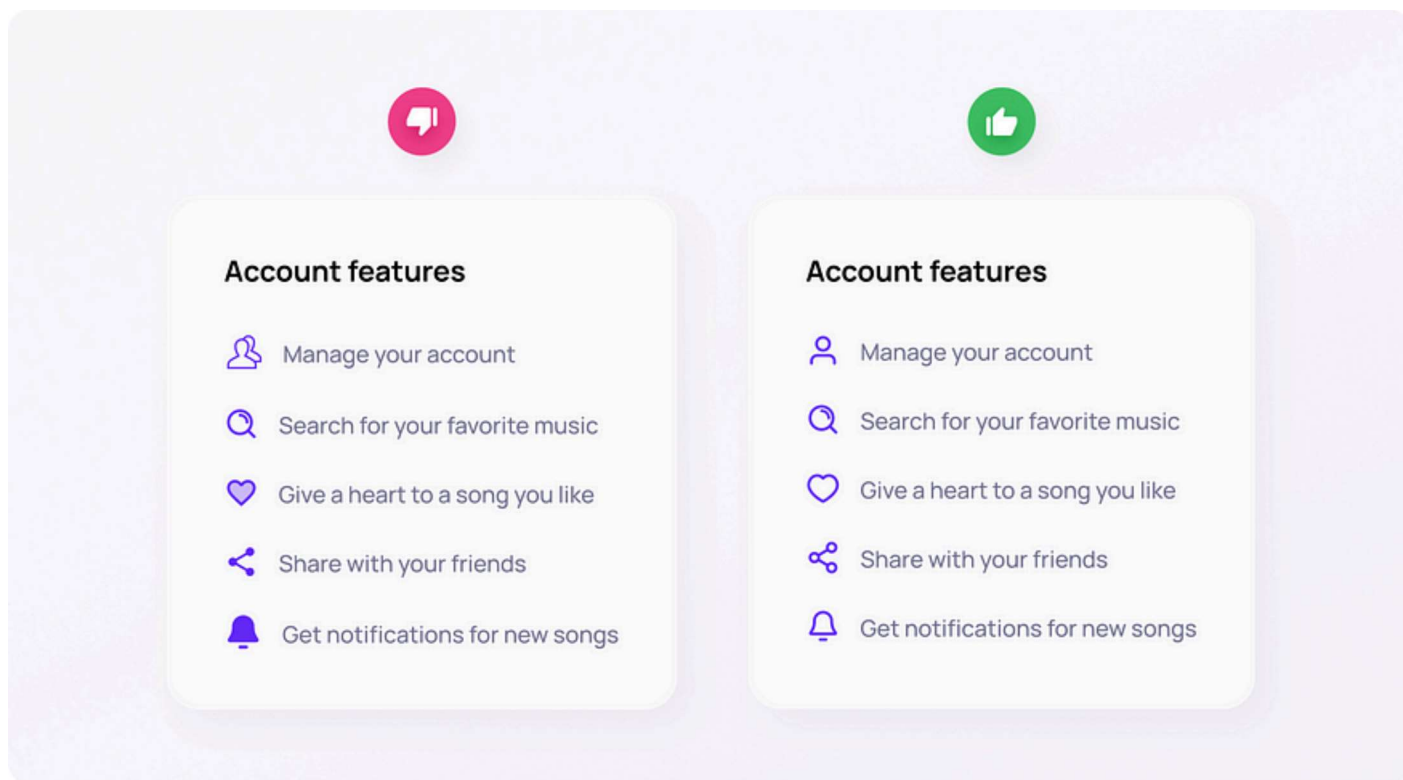 Account features
Manage your account
Search for your favorite music
Give a heart to a song you like
Share with your friends
Get notifications for new songs
Account features
Manage your account
Search for your favorite music
Give a heart to a song you like
Share with your friends
Get notifications for new songs